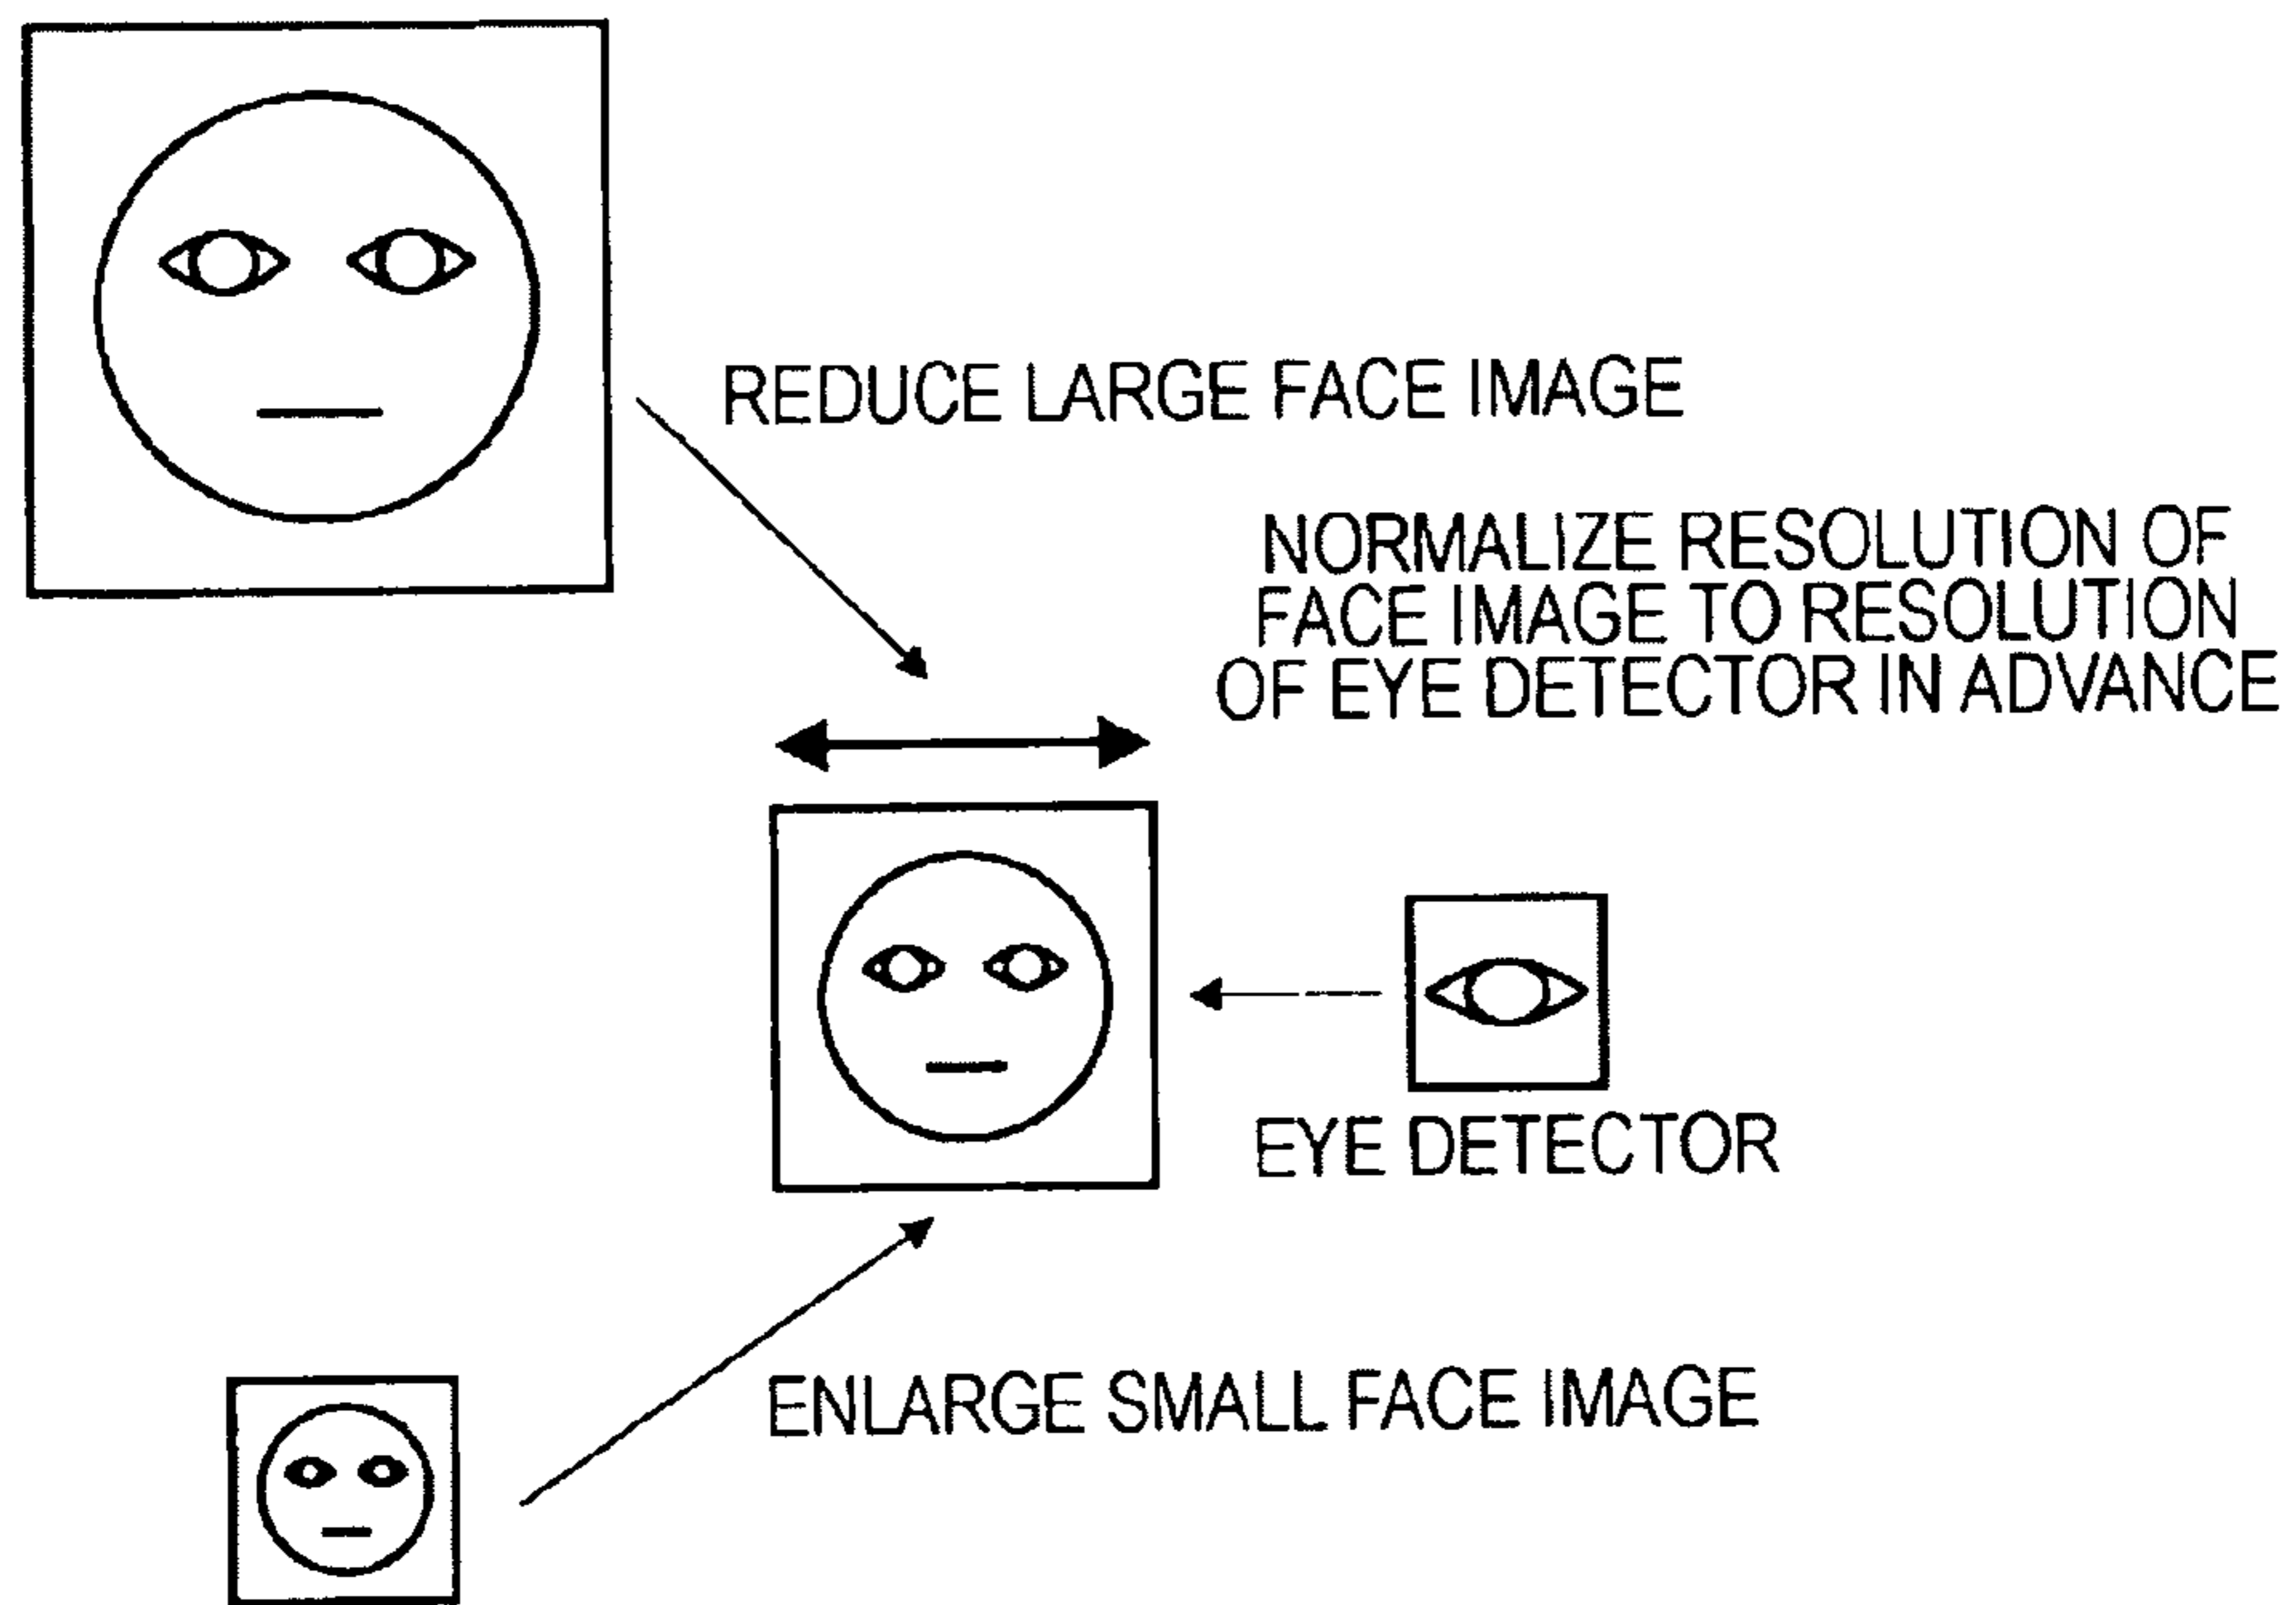 REDUCE LARGE FACE IMAGE
NORMALIZE RESOLUTION OF
FACE IMAGE TO RESOLUTION
OF EYE DETECTOR IN ADVANCE
EYE DETECTOR
ENLARGE SMALL FACE IMAGE